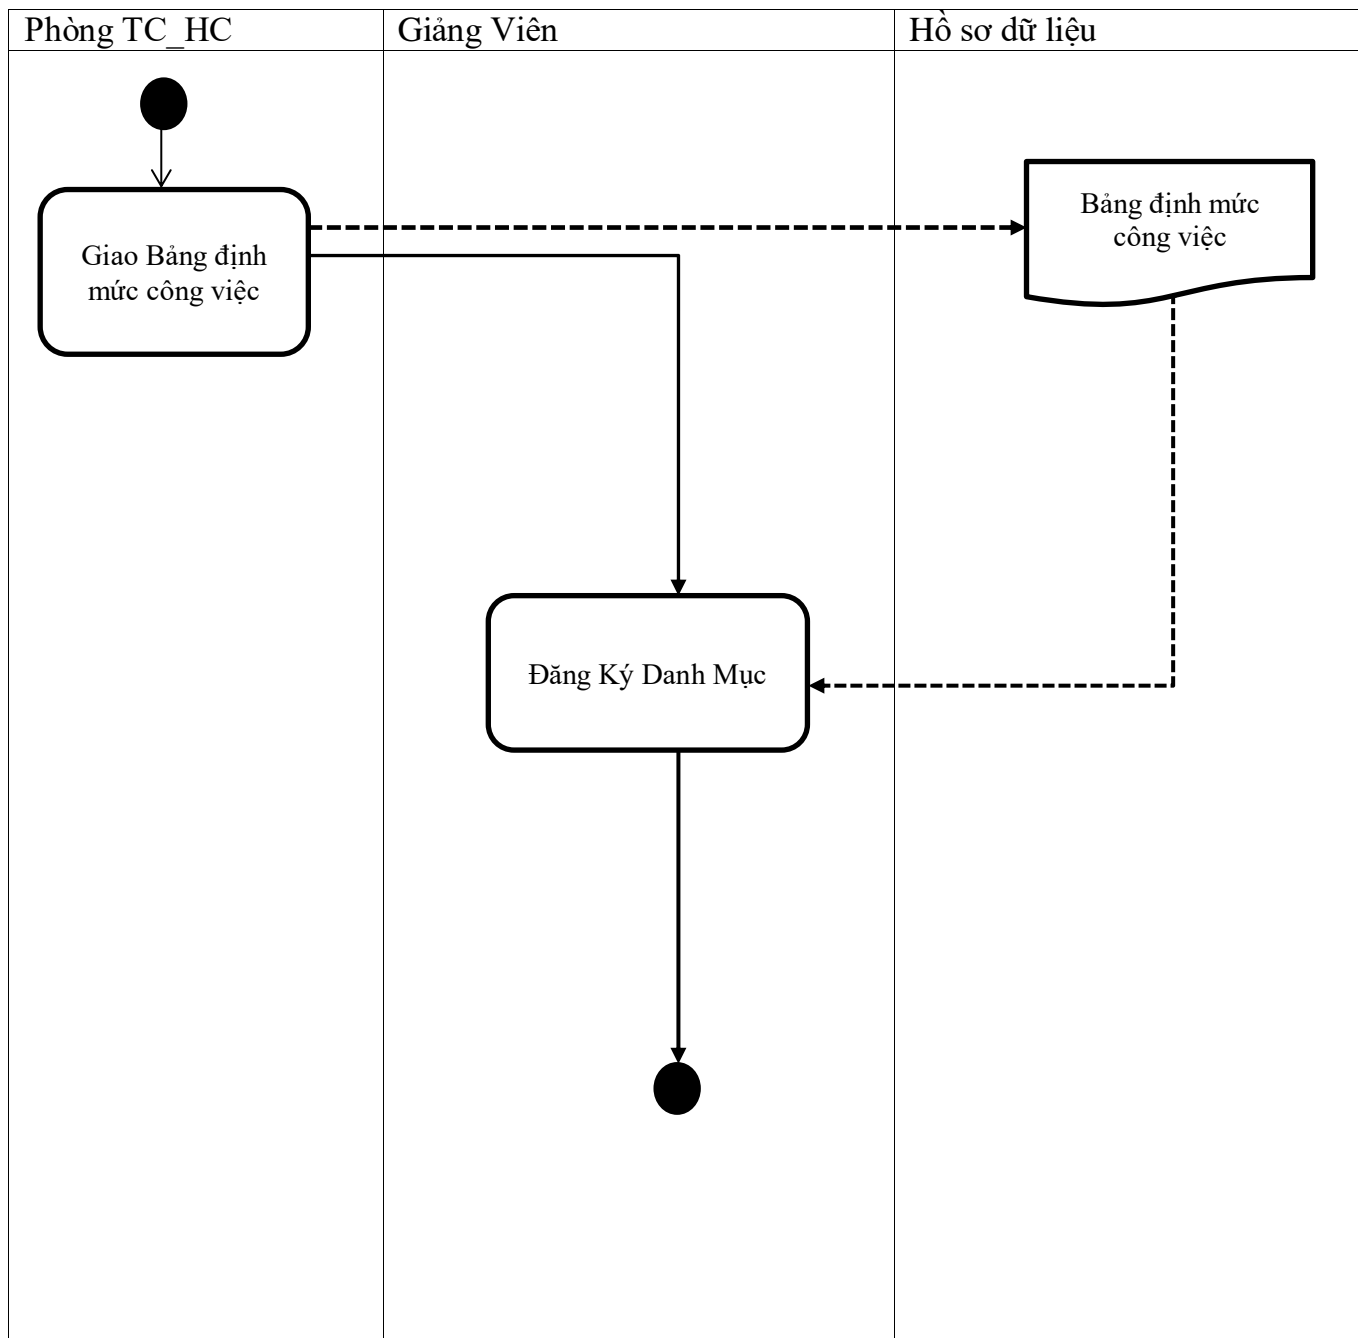 Phòng TC_HC
Giảng Viên
Hồ sơ dữ liệu
Giao Bảng định
mức công việc
Bảng định mức
công việc
Đăng Ký Danh Mục